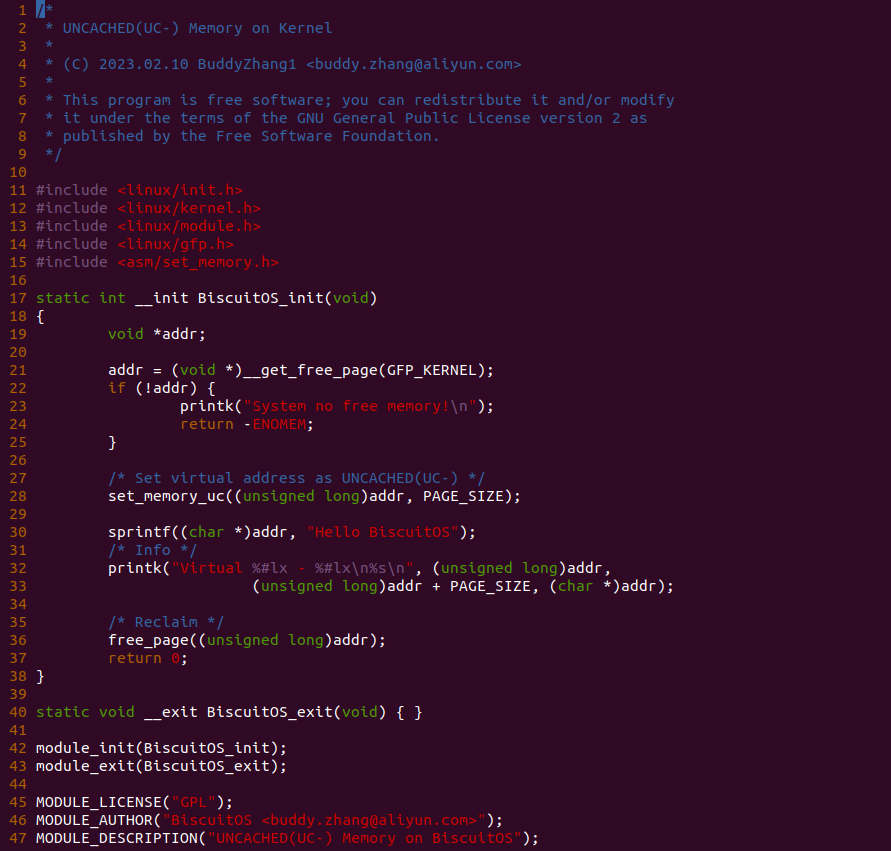 1 /*
2  * UNCACHED(UC-) Memory on Kernel
3  *
4  * (C) 2023.02.10 BuddyZhang1 <buddy.zhang@aliyun.com>
5  *
6  * This program is free software; you can redistribute it and/or modify
7  * it under the terms of the GNU General Public License version 2 as
8  * published by the Free Software Foundation.
9  */
10
11 #include <linux/init.h>
12 #include <linux/kernel.h>
13 #include <linux/module.h>
14 #include <linux/gfp.h>
15 #include <asm/set_memory.h>
16
17 static int __init BiscuitOS_init(void)
18 {
19         void *addr;
20
21         addr = (void *)__get_free_page(GFP_KERNEL);
22         if (!addr) {
23                 printk("System no free memory!\n");
24                 return -ENOMEM;
25         }
26
27         /* Set virtual address as UNCACHED(UC-) */
28         set_memory_uc((unsigned long)addr, PAGE_SIZE);
29
30         sprintf((char *)addr, "Hello BiscuitOS");
31         /* Info */
32         printk("Virtual %#lx - %#lx\n%s\n", (unsigned long)addr,
33                         (unsigned long)addr + PAGE_SIZE, (char *)addr);
34
35         /* Reclaim */
36         free_page((unsigned long)addr);
37         return 0;
38 }
39
40 static void __exit BiscuitOS_exit(void) { }
41
42 module_init(BiscuitOS_init);
43 module_exit(BiscuitOS_exit);
44
45 MODULE_LICENSE("GPL");
46 MODULE_AUTHOR("BiscuitOS <buddy.zhang@aliyun.com>");
47 MODULE_DESCRIPTION("UNCACHED(UC-) Memory on BiscuitOS");